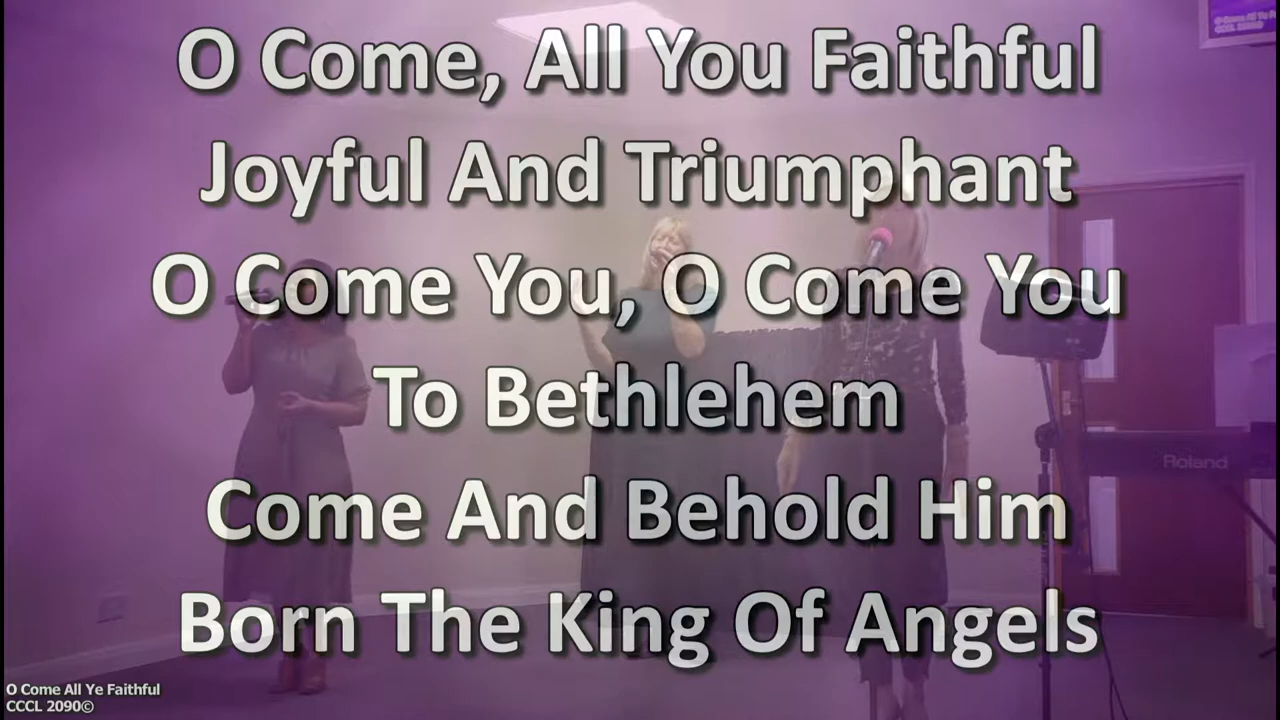 O Come, All You Faithful
Joyful And Triumphant
O Come You, O Come You
To Bethlehem
Come And Behold Him
Born The King Of Angels
Roland
O Come All Ye Faithful
CCCL 2090©